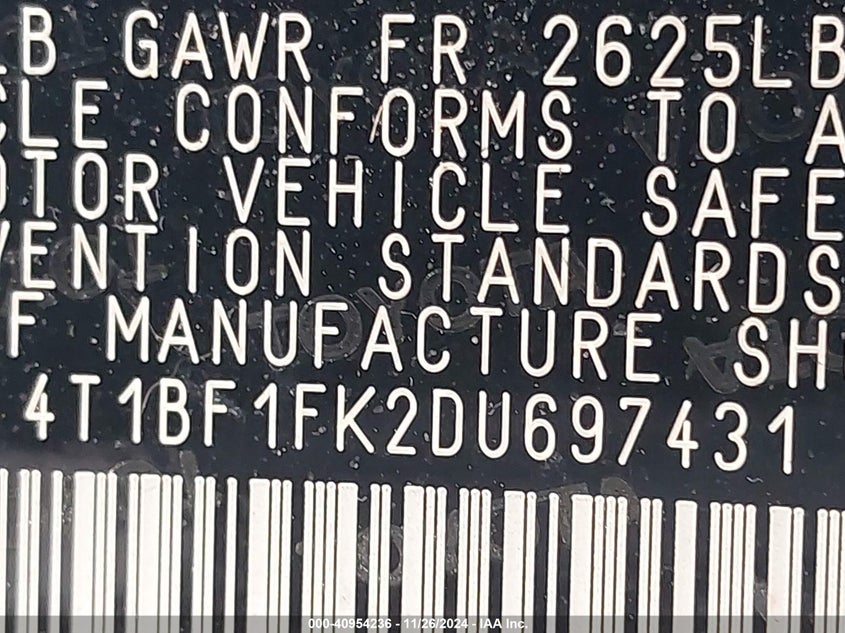 LB GAWR FR 2625LB
CLE CONFORMS TO A
OTOR VEHICLE SAFE
VENTION STANDARDS
F MANUFACTURE SH
4T1BF1FK2DU697431
000-40954236 - 11/26/2024 - IAA Inc.